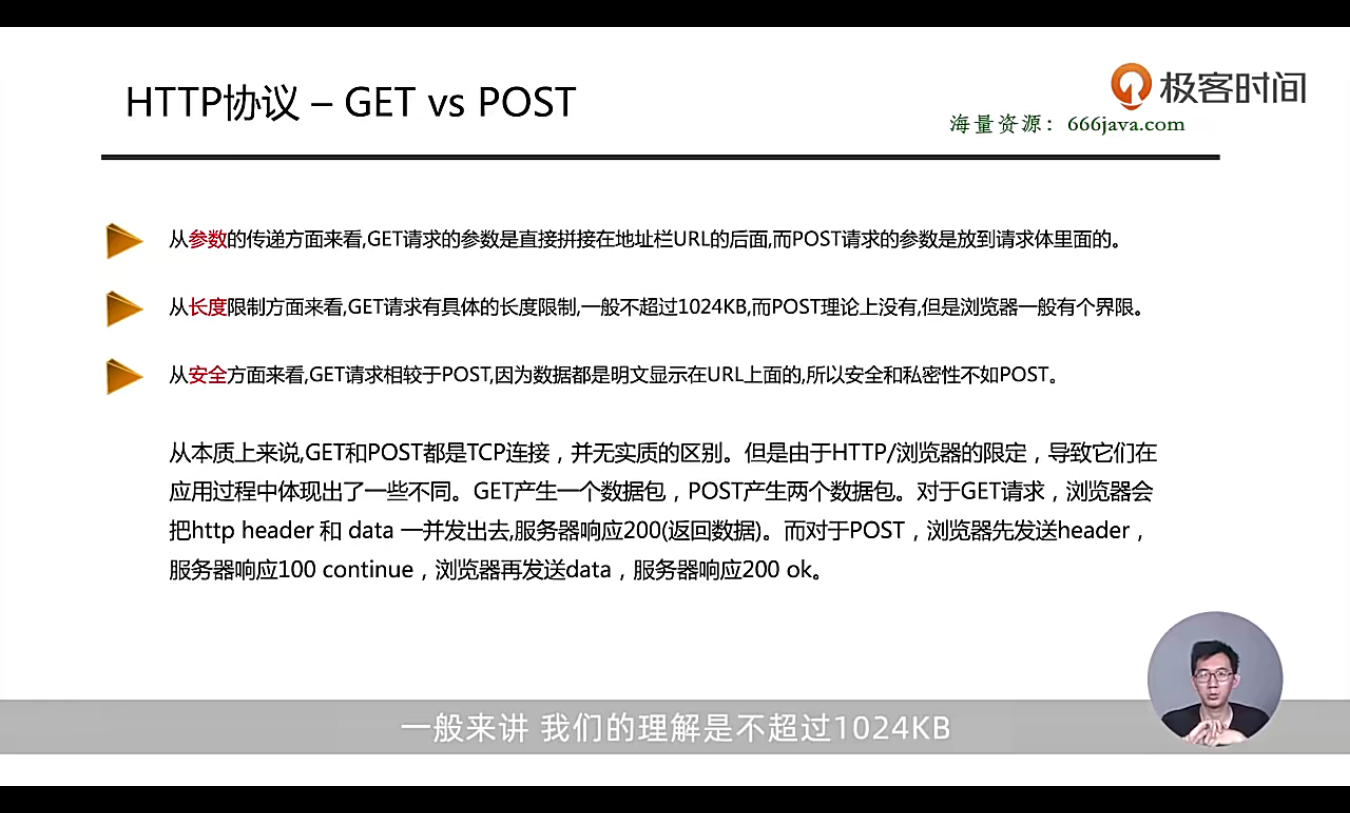 HTTP协议 – GET vs POST
极客时间
海量资源：666java.com
从参数的传递方面来看,GET请求的参数是直接拼接在地址栏URL的后面,而POST请求的参数是放到请求体里面的。
从长度限制方面来看,GET请求有具体的长度限制,一般不超过1024KB,而POST理论上没有,但是浏览器一般有个界限。
从安全方面来看,GET请求相较于POST,因为数据都是明文显示在URL上面的,所以安全和私密性不如POST。
从本质上来说,GET和POST都是TCP连接，并无实质的区别。但是由于HTTP/浏览器的限定，导致它们在
应用过程中体现出了一些不同。GET产生一个数据包，POST产生两个数据包。对于GET请求，浏览器会
把http header 和 data 一并发出去,服务器响应200(返回数据)。而对于POST，浏览器先发送header，
服务器响应100 continue，浏览器再发送data，服务器响应200 ok。
一般来讲 我们的理解是不超过1024KB